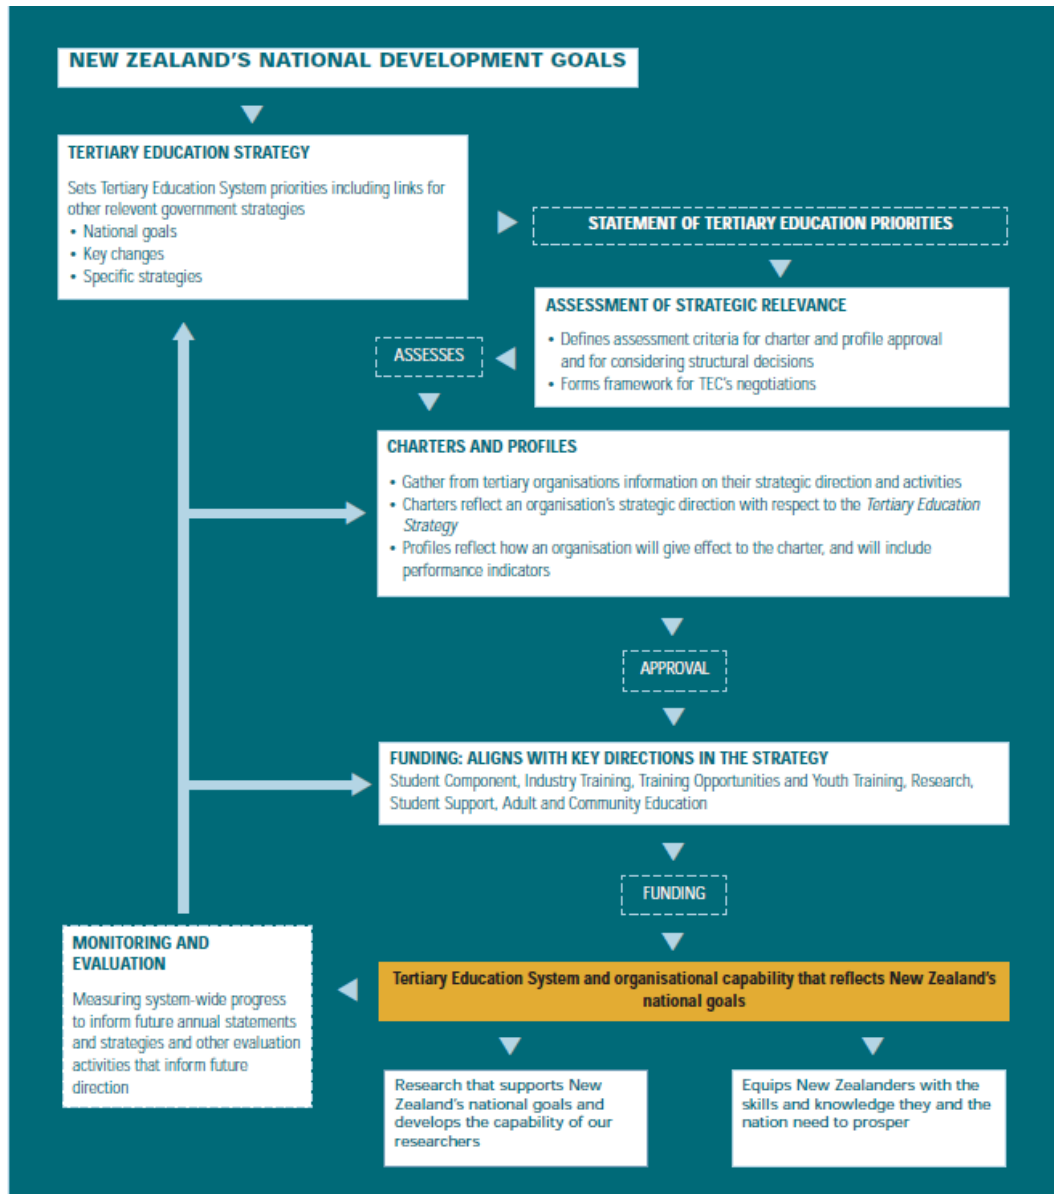 NEW ZEALAND'S NATIONAL DEVELOPMENT GOALS
TERTIARY EDUCATION STRATEGY
Sets Tertiary Education System priorities including links for
other relevent government strategies
• National goals
• Key changes
• Specific strategies
STATEMENT OF TERTIARY EDUCATION PRIORITIES
ASSESSMENT OF STRATEGIC RELEVANCE
• Defines assessment criteria for charter and profile approval
and for considering structural decisions
• Forms framework for TEC's negotiations
ASSESSES
CHARTERS AND PROFILES
• Gather from tertiary organisations information on their strategic direction and activities
• Charters reflect an organisation's strategic direction with respect to the Tertiary Education
Strategy
• Profiles reflect how an organisation will give effect to the charter, and will include
performance indicators
APPROVAL
FUNDING: ALIGNS WITH KEY DIRECTIONS IN THE STRATEGY
Student Component, Industry Training, Training Opportunities and Youth Training, Research,
Student Support, Adult and Community Education
FUNDING
Tertiary Education System and organisational capability that reflects New Zealand's
national goals
MONITORING AND
EVALUATION
Measuring system-wide progress
to inform future annual statements
and strategies and other evaluation
activities that inform future
direction
Research that supports New
Zealand's national goals and
develops the capability of our
researchers
Equips New Zealanders with the
skills and knowledge they and the
nation need to prosper